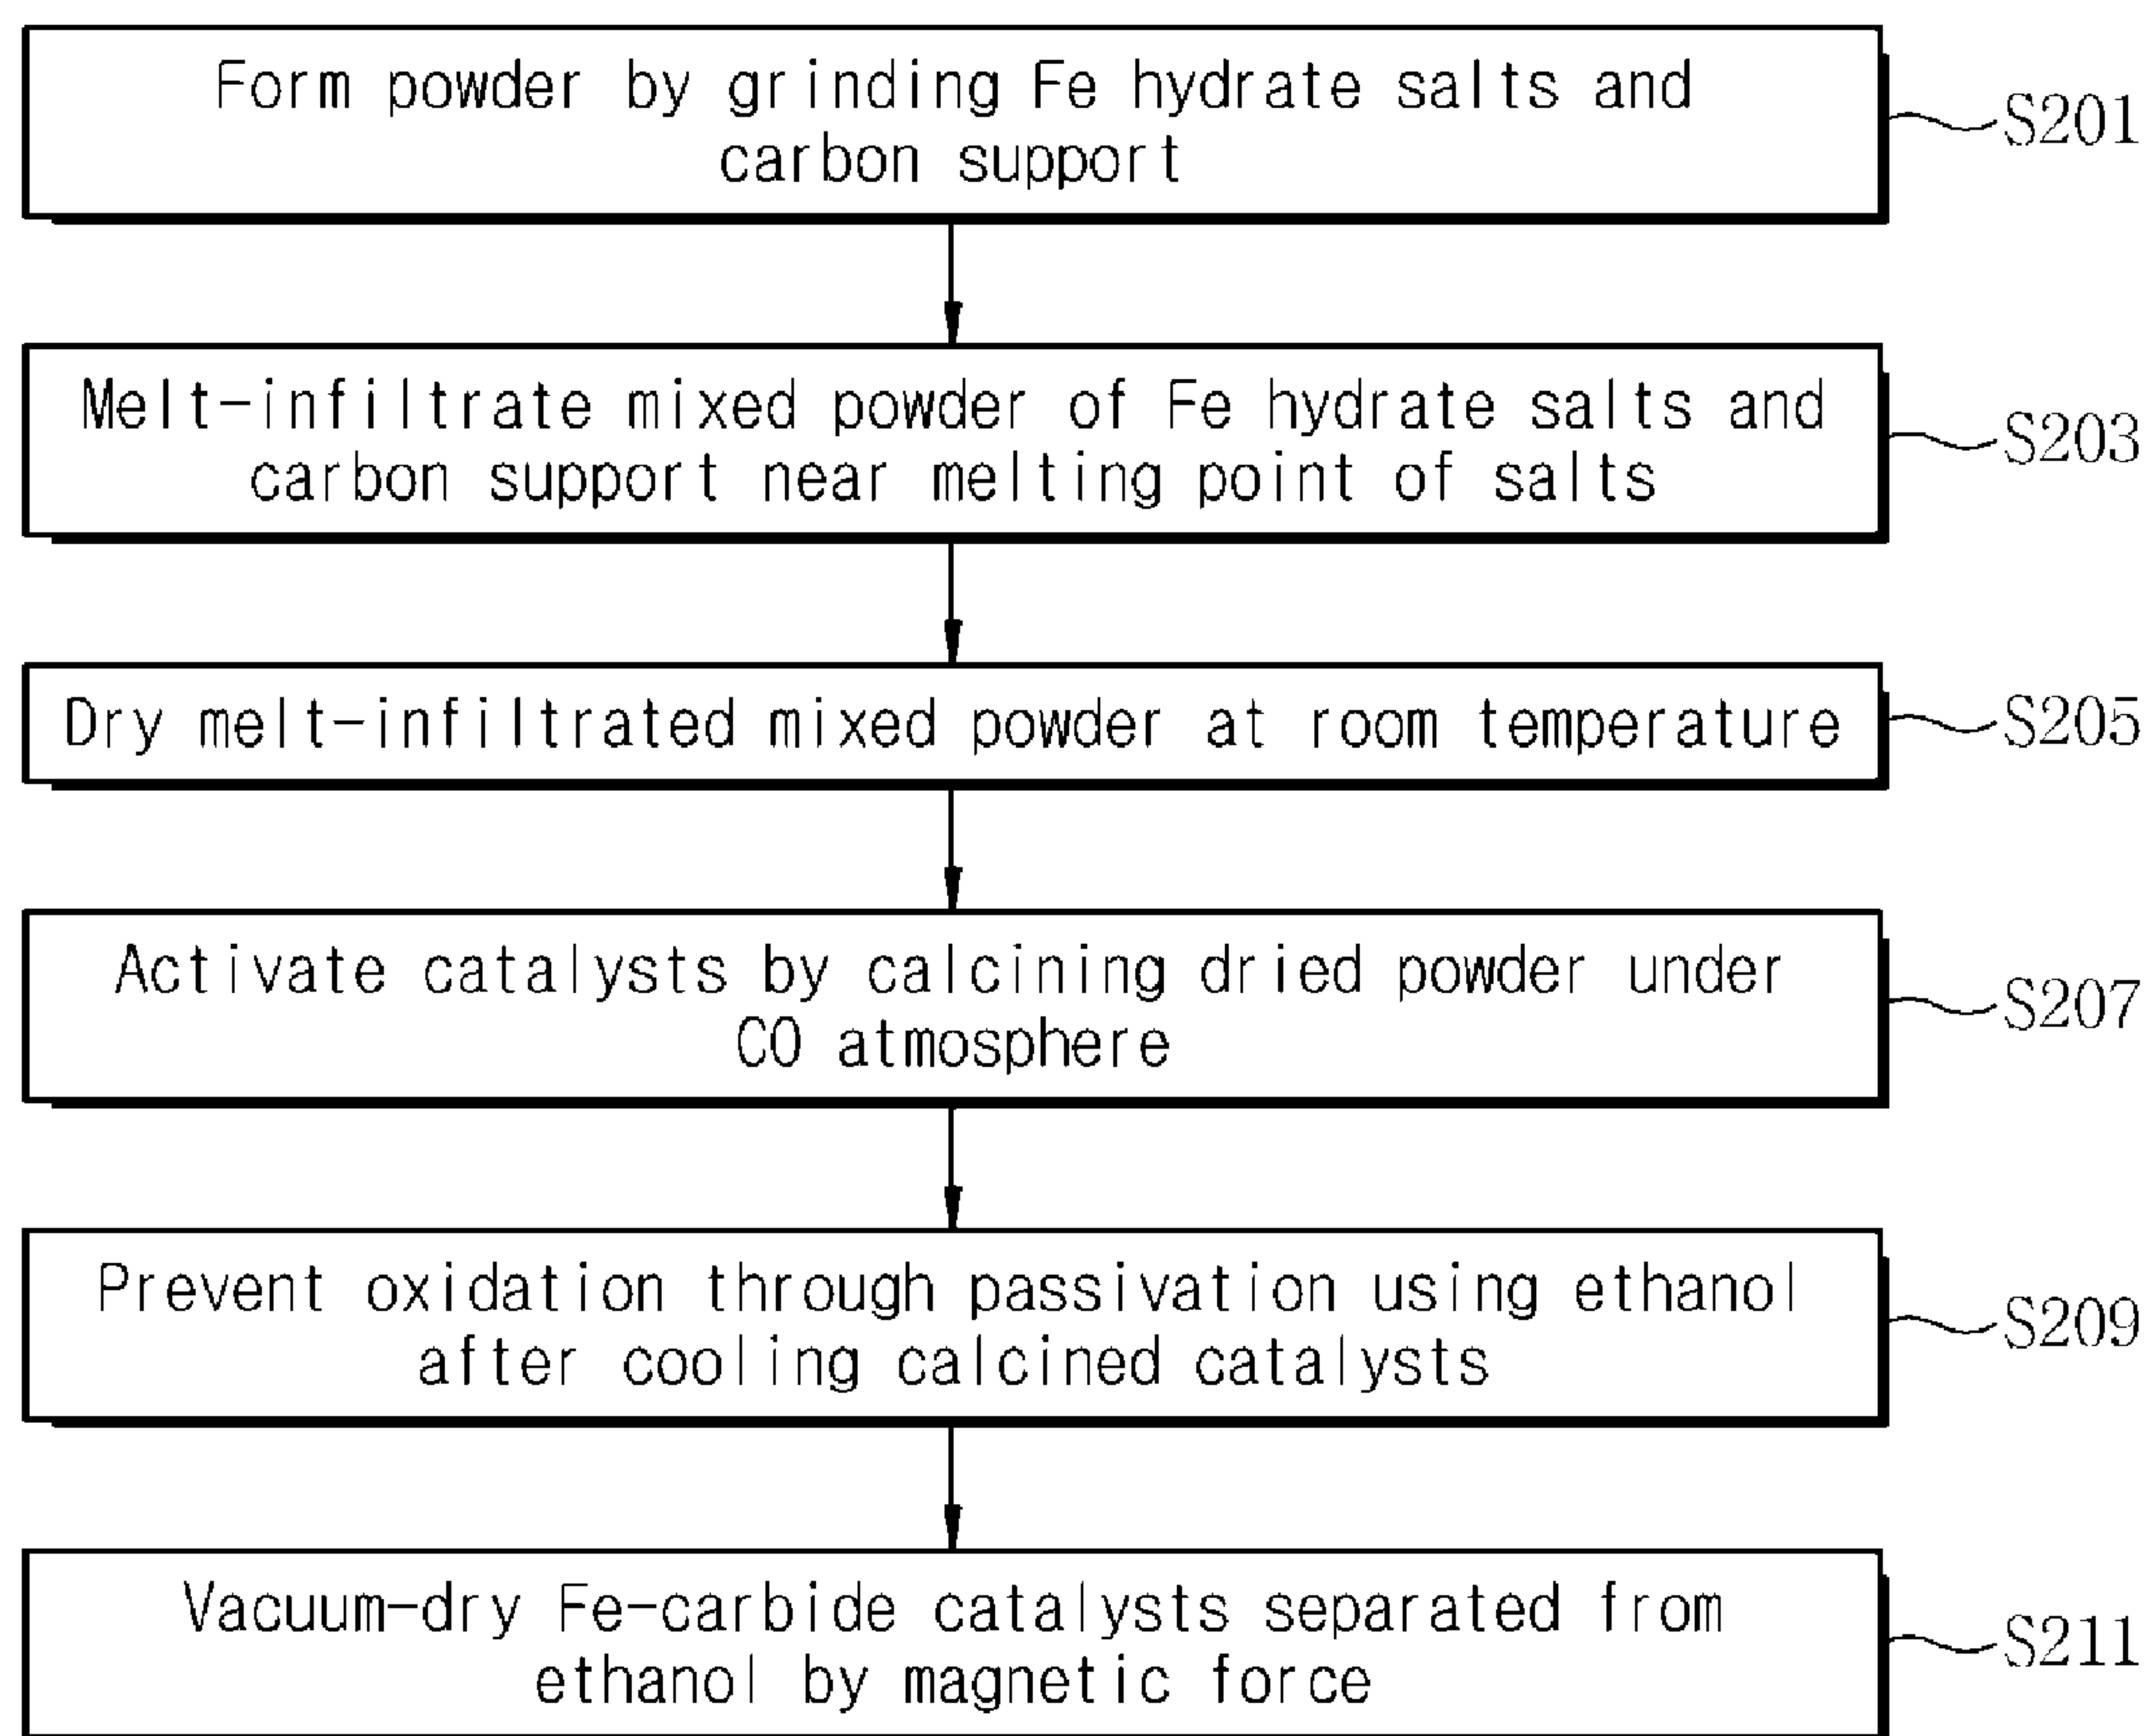 Form powder by grinding Fe hydrate salts and
carbon support
S201
Melt-infiltrate mixed powder of Fe hydrate salts and
carbon support near melting point of salts
S203
Dry melt-infiltrated mixed powder at room temperature
S205
Activate catalysts by calcining dried powder under
CO atmosphere
S207
Prevent oxidation through passivation using ethanol
after cooling calcined catalysts
S209
Vacuum-dry Fe-carbide catalysts separated from
ethanol by magnetic force
S211